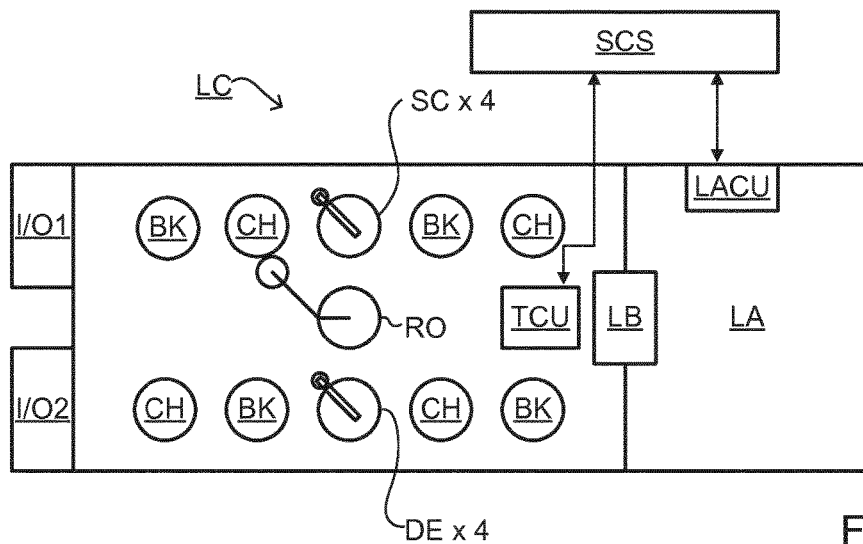 SCS
LC
SC x 4
LACU
I/O1
BK
CH
BK
CH
RO
TCU
LB
LA
I/O2
CH
BK
CH
BK
DE x 4